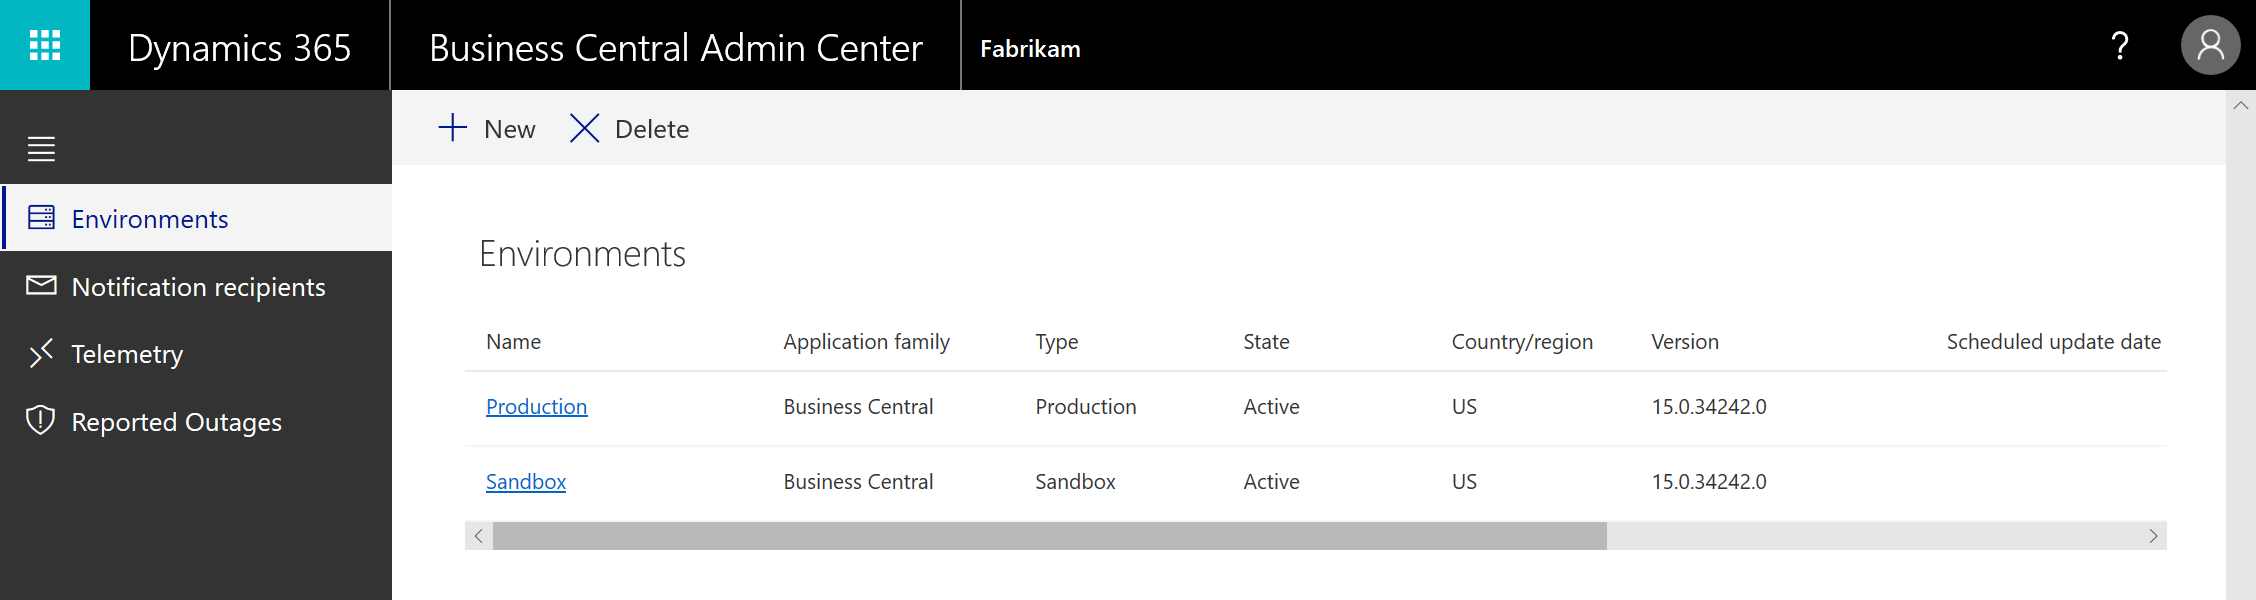 Dynamics 365 Business Central Admin Center Fabrikam ?
New Delete
Environments
Notification recipients
Telemetry
Reported Outages
Environments
Name Application family Type State Country/region Version Scheduled update date
Production Business Central Production Active US 15.0.34242.0
Sandbox Business Central Sandbox Active US 15.0.34242.0